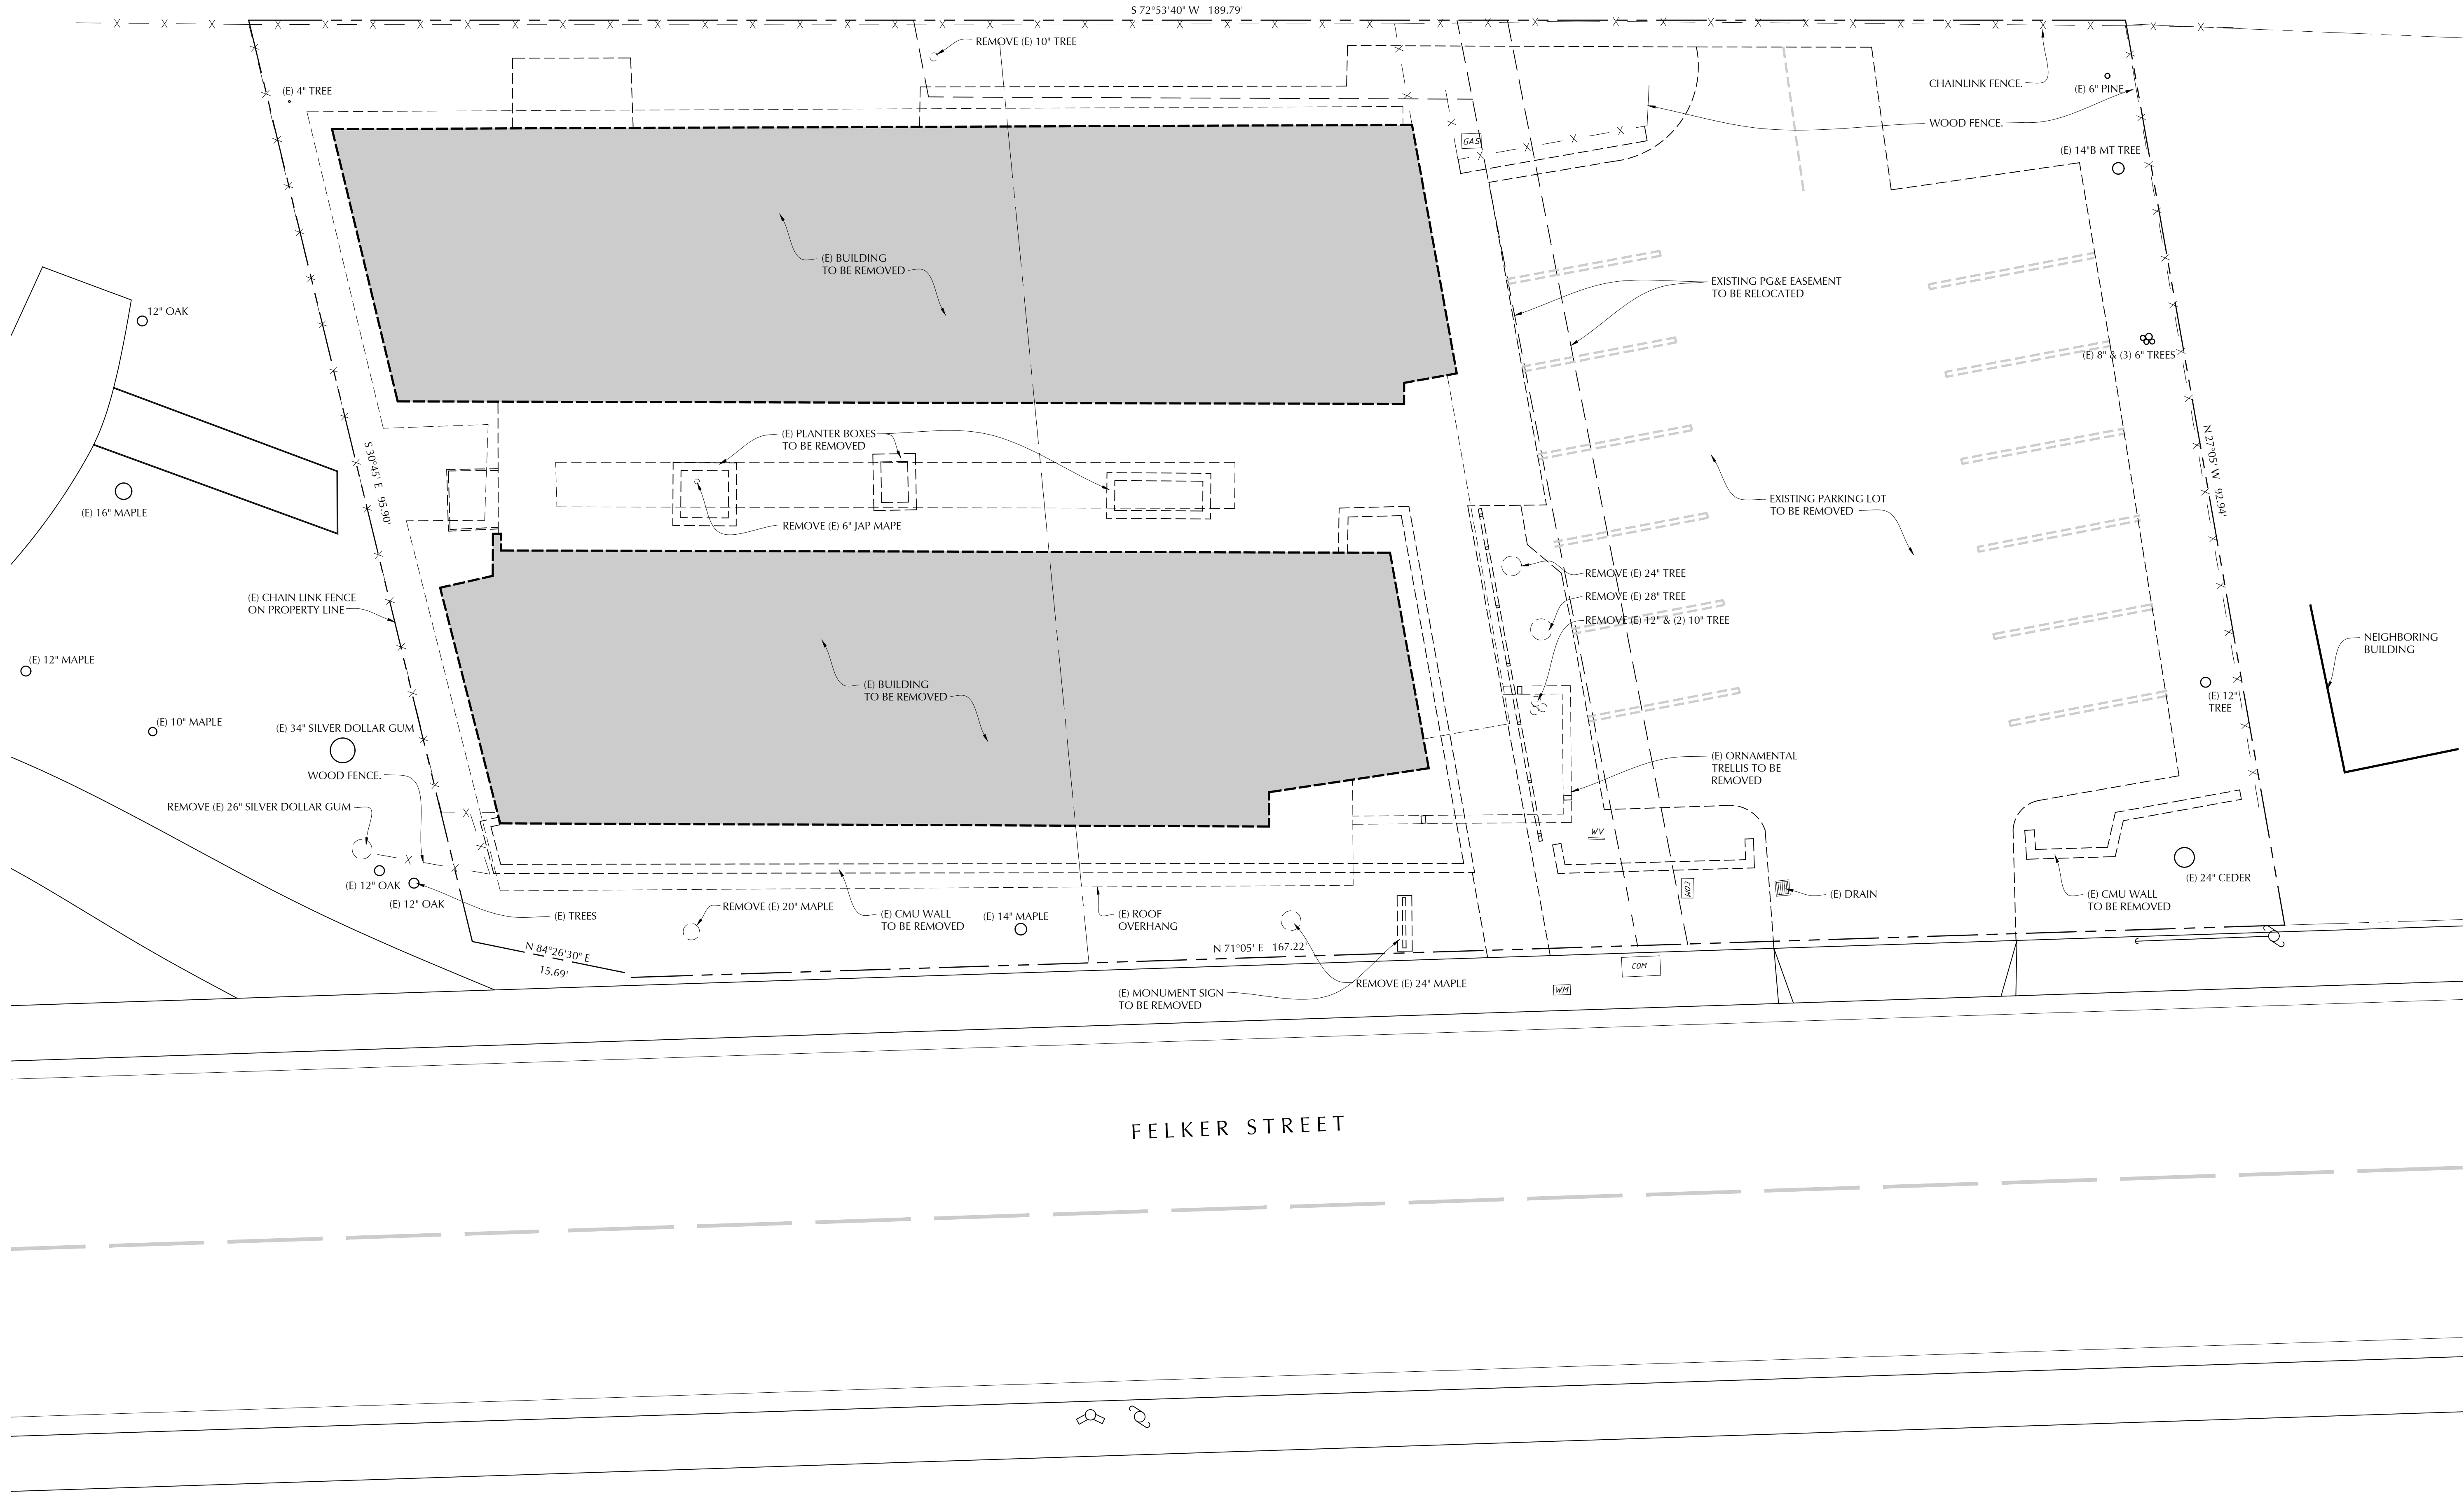 S 72°53'40" W 189.79'
REMOVE (E) 10" TREE
(E) 4" TREE
CHAINLINK FENCE.
(E) 6" PINE
WOOD FENCE.
GAS
(E) 14"B MT TREE
(E) BUILDING
TO BE REMOVED
EXISTING PG&E EASEMENT
TO BE RELOCATED
12" OAK
(E) 8" & (3) 6" TREES
(E) PLANTER BOXES
TO BE REMOVED
S 30°45' E 95.90'
N 27°05' W 92.94'
(E) 16" MAPLE
REMOVE (E) 6" JAP MAPE
EXISTING PARKING LOT
TO BE REMOVED
REMOVE (E) 24" TREE
(E) CHAIN LINK FENCE
ON PROPERTY LINE
REMOVE (E) 28" TREE
REMOVE (E) 12" & (2) 10" TREE
NEIGHBORING
BUILDING
(E) 12" MAPLE
(E) BUILDING
TO BE REMOVED
(E) 12"
TREE
(E) 10" MAPLE
(E) 34" SILVER DOLLAR GUM
(E) ORNAMENTAL
TRELLIS TO BE
REMOVED
WOOD FENCE.
REMOVE (E) 26" SILVER DOLLAR GUM
WV
(E) 12" OAK
(E) 12" OAK
(E) TREES
REMOVE (E) 20" MAPLE
(E) CMU WALL
TO BE REMOVED
(E) 14" MAPLE
(E) ROOF
OVERHANG
COM
(E) DRAIN
(E) CMU WALL
TO BE REMOVED
(E) 24" CEDER
N 84°26'30" E
15.69'
N 71°05' E 167.22'
COM
REMOVE (E) 24" MAPLE
WM
(E) MONUMENT SIGN
TO BE REMOVED
FELKER STREET